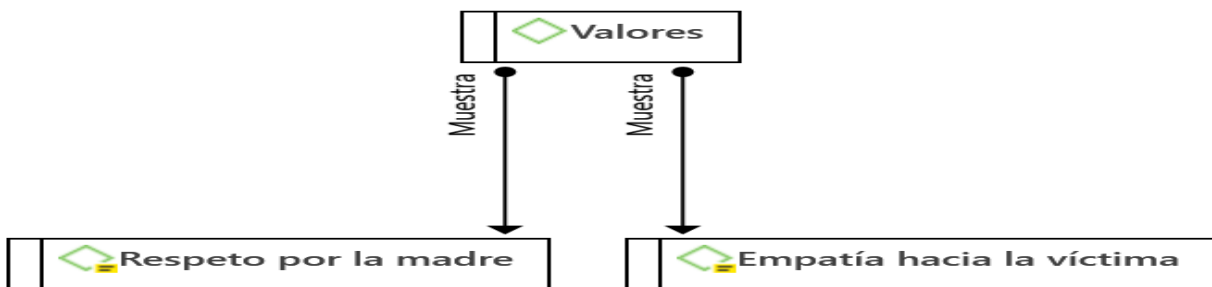 Valores
Muestra
Muestra
Respeto por la madre
Empatía hacia la víctima